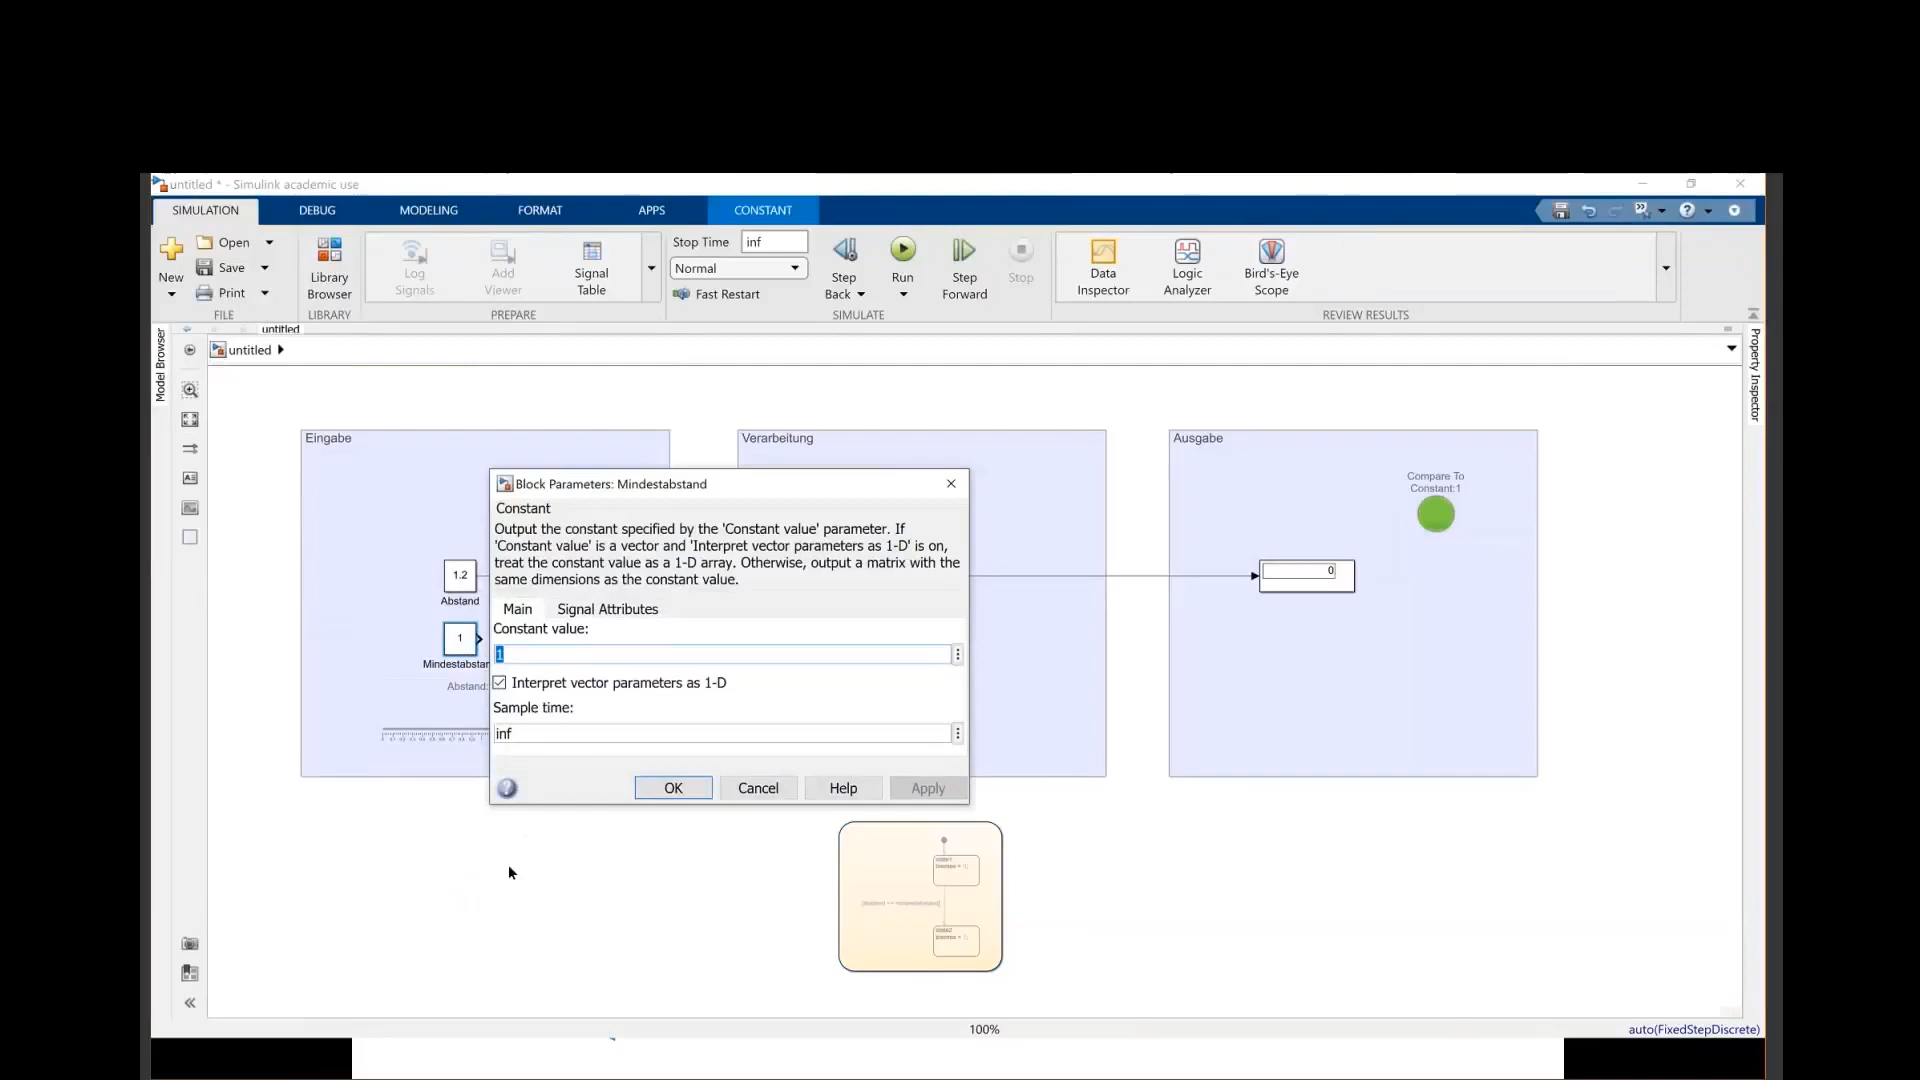 untitled * - Simulink academic use
SIMULATION DEBUG MODELING FORMAT APPS CONSTANT
New
Open
Save
Print
FILE
Library
Browser
LIBRARY
Log
Signals
Add
Viewer
Signal
Table
PREPARE
Stop Time inf
Normal
Fast Restart
Step
Back
Run
Step
Forward
Stop
SIMULATE
Data
Inspector
Logic
Analyzer
Bird's-Eye
Scope
REVIEW RESULTS
Model Browser
untitled
untitled
Property Inspector
Eingabe
1.2
Abstand
1
Mindestabstan
Abstand:
Verarbeitung
Ausgabe
Compare To
Constant:1
0
Block Parameters: Mindestabstand
Constant
Output the constant specified by the 'Constant value' parameter. If
'Constant value' is a vector and 'Interpret vector parameters as 1-D' is on,
treat the constant value as a 1-D array. Otherwise, output a matrix with the
same dimensions as the constant value.
Main Signal Attributes
Constant value:
1
Interpret vector parameters as 1-D
Sample time:
inf
OK Cancel Help Apply
100%
auto(FixedStepDiscrete)